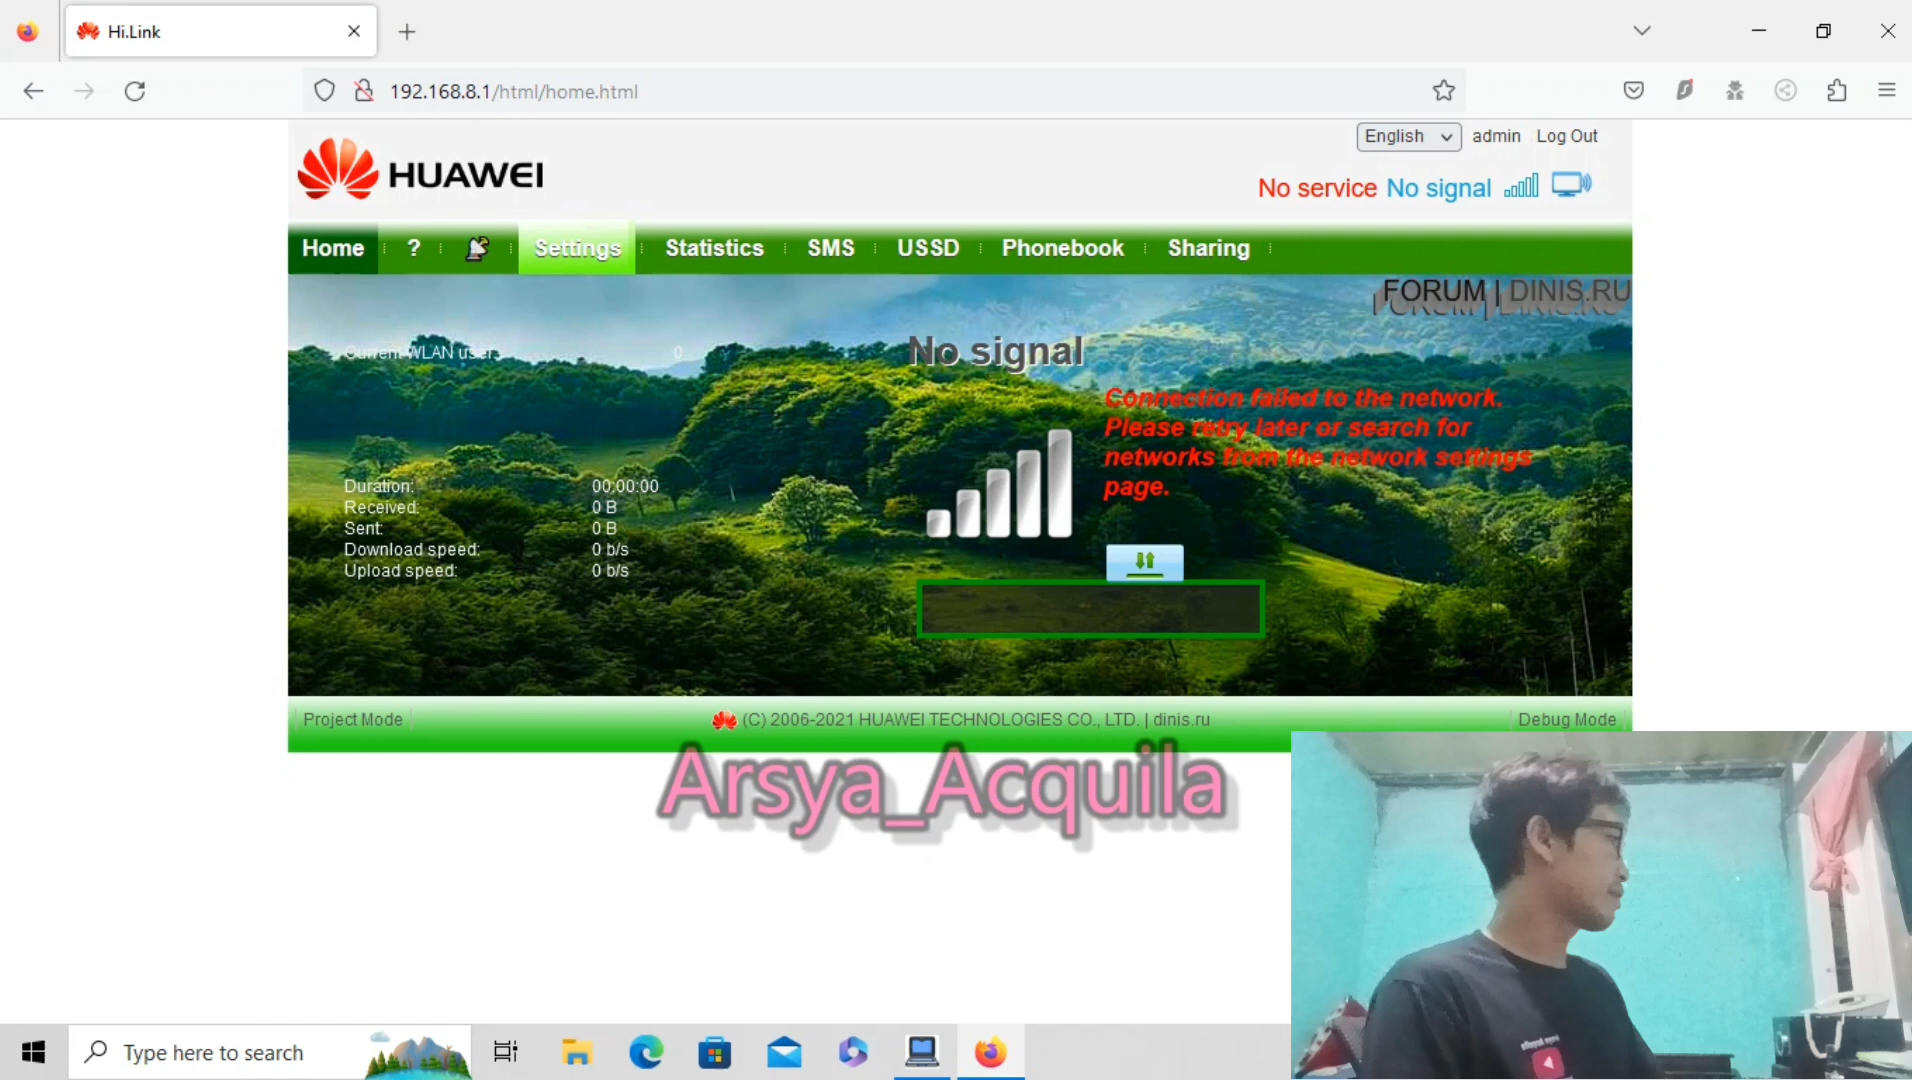 Hi.Link
192.168.8.1/html/home.html
English admin Log Out
HUAWEI
No service No signal
Home ? Settings Statistics SMS USSD Phonebook Sharing
FORUM | DINIS.RU
Current WLAN user: 0
No signal
Connection failed to the network.
Please retry later or search for
networks from the network settings
page.
Duration: 00:00:00
Received: 0 B
Sent: 0 B
Download speed: 0 b/s
Upload speed: 0 b/s
Project Mode (C) 2006-2021 HUAWEI TECHNOLOGIES CO., LTD. | dinis.ru Debug Mode
Arsya_Acquila
Type here to search